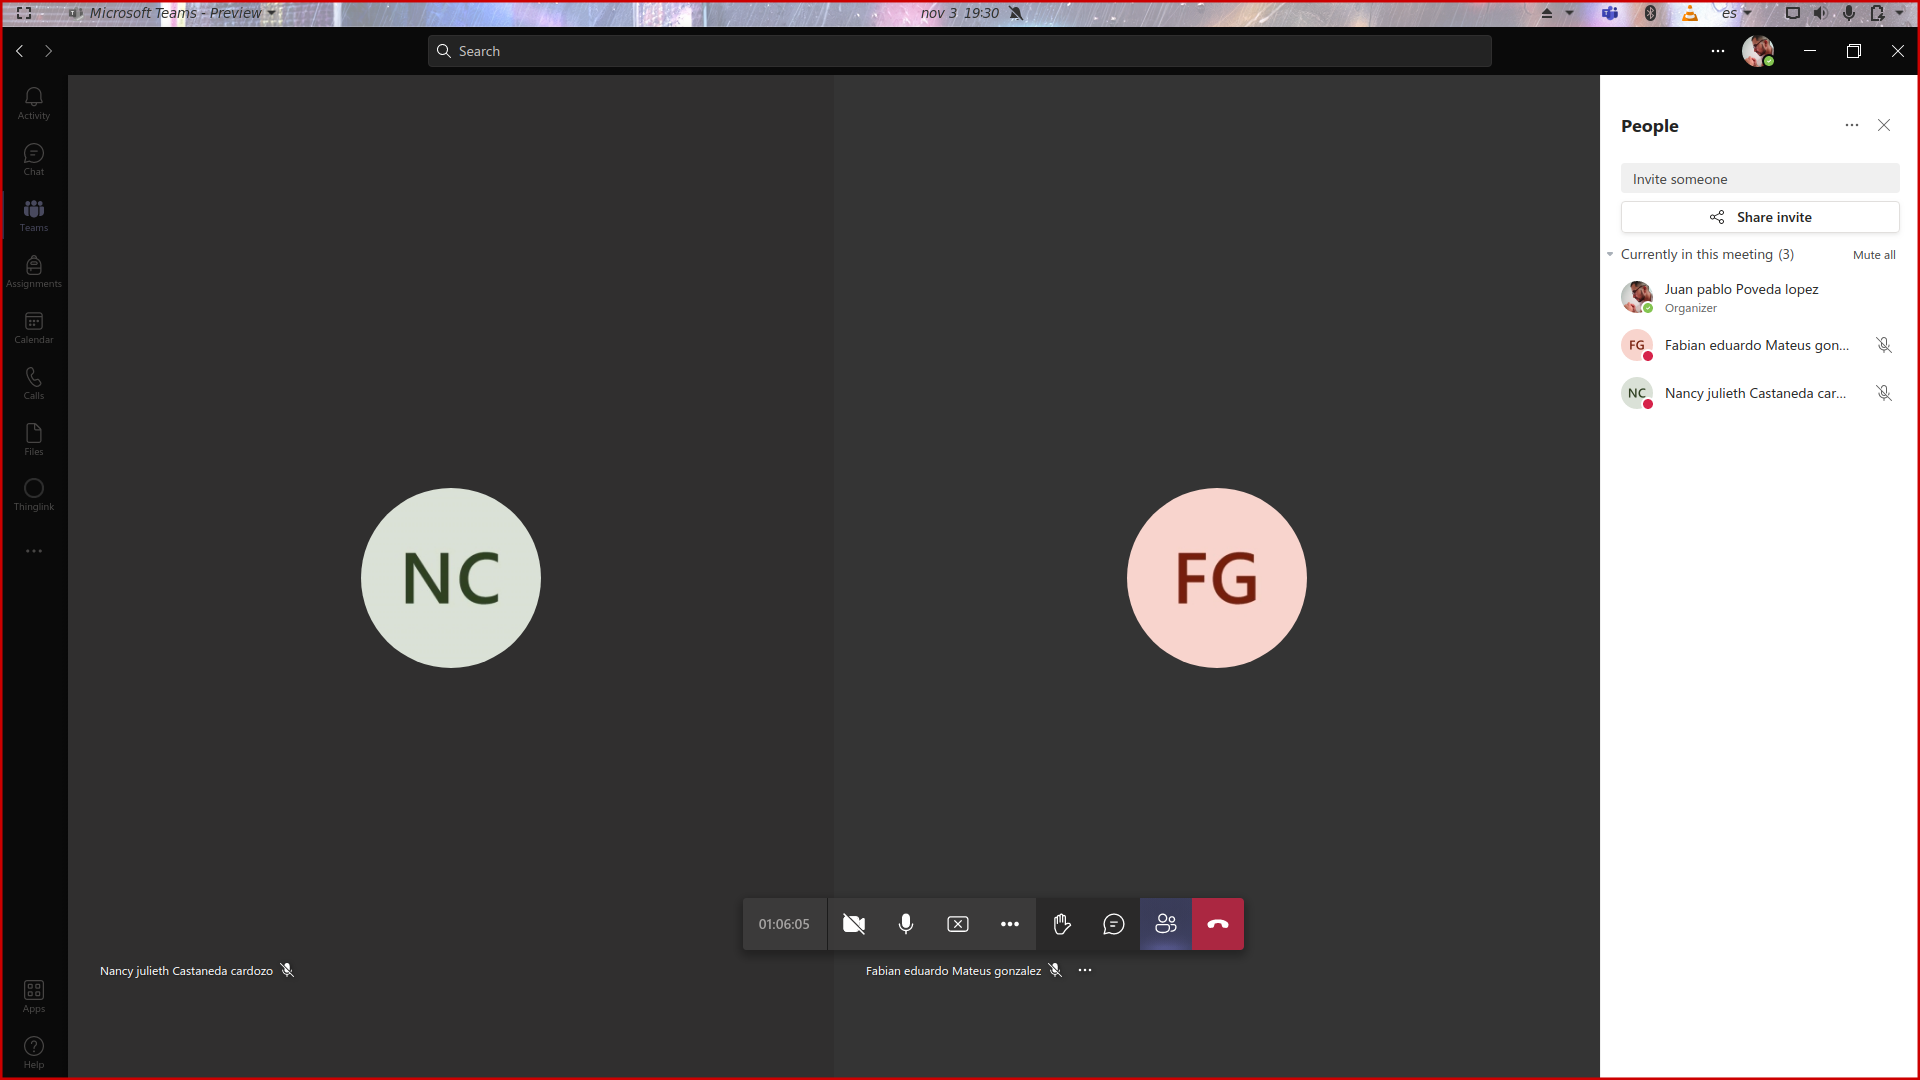 Microsoft Teams - Preview
nov 3 19:30
es
Search
Activity
Chat
Teams
Assignments
Calendar
Calls
Files
Thinglink
Apps
Help
NC
FG
01:06:05
Nancy julieth Castaneda cardozo
Fabian eduardo Mateus gonzalez
People
Invite someone
Share invite
Currently in this meeting (3)
Mute all
Juan pablo Poveda lopez
Organizer
FG
Fabian eduardo Mateus gon...
NC
Nancy julieth Castaneda car...